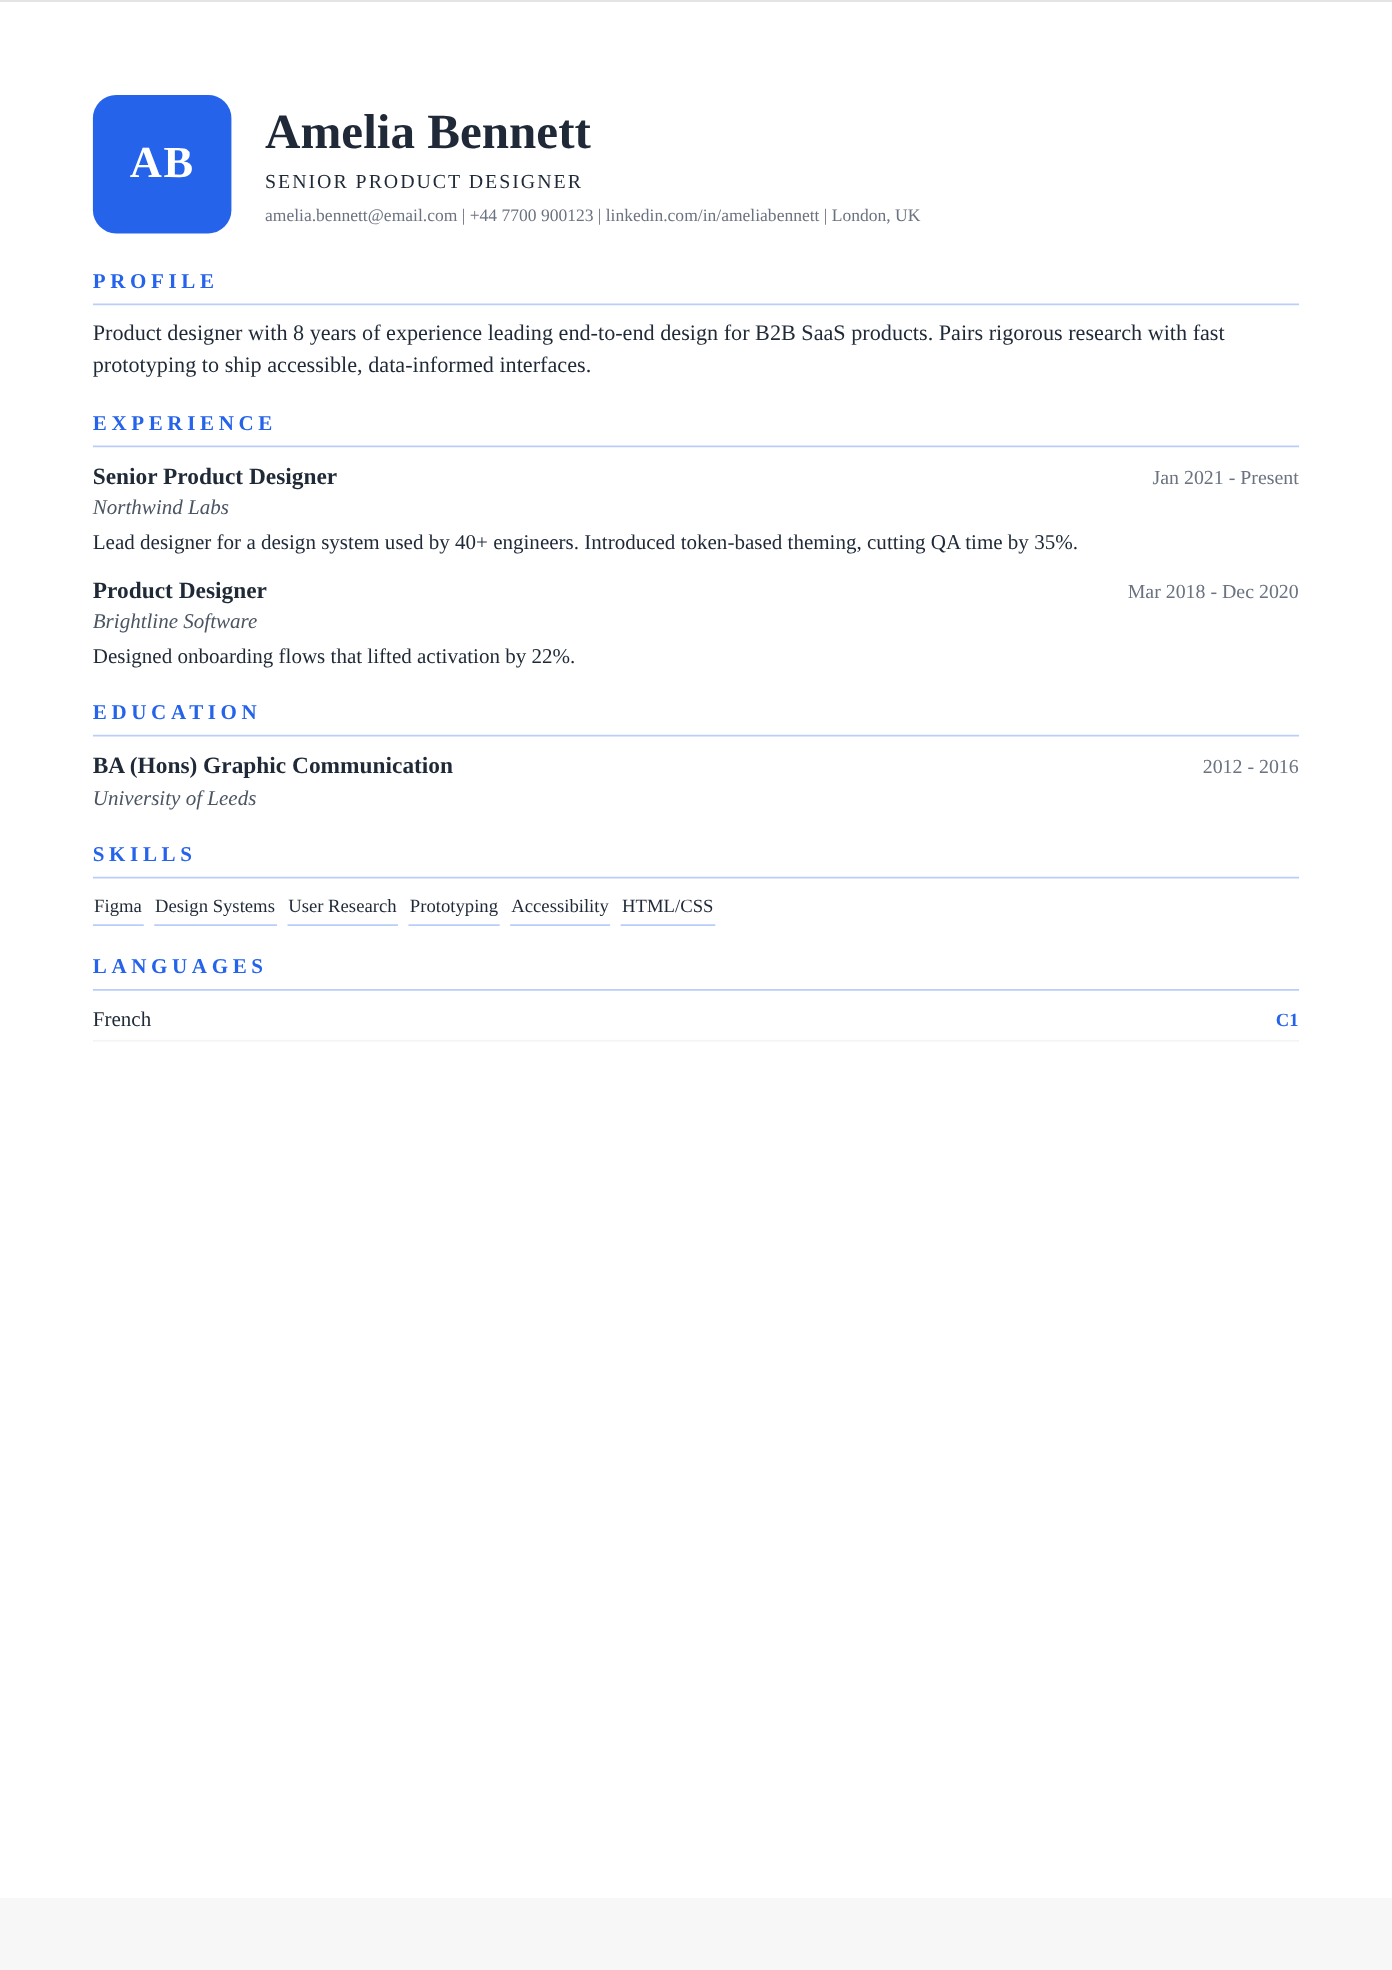 AB
Amelia Bennett
SENIOR PRODUCT DESIGNER
amelia.bennett@email.com | +44 7700 900123 | linkedin.com/in/ameliabennett | London, UK
PROFILE
Product designer with 8 years of experience leading end-to-end design for B2B SaaS products. Pairs rigorous research with fast
prototyping to ship accessible, data-informed interfaces.
EXPERIENCE
Senior Product Designer Jan 2021 - Present
Northwind Labs
Lead designer for a design system used by 40+ engineers. Introduced token-based theming, cutting QA time by 35%.
Product Designer Mar 2018 - Dec 2020
Brightline Software
Designed onboarding flows that lifted activation by 22%.
EDUCATION
BA (Hons) Graphic Communication 2012 - 2016
University of Leeds
SKILLS
Figma Design Systems User Research Prototyping Accessibility HTML/CSS
LANGUAGES
French C1